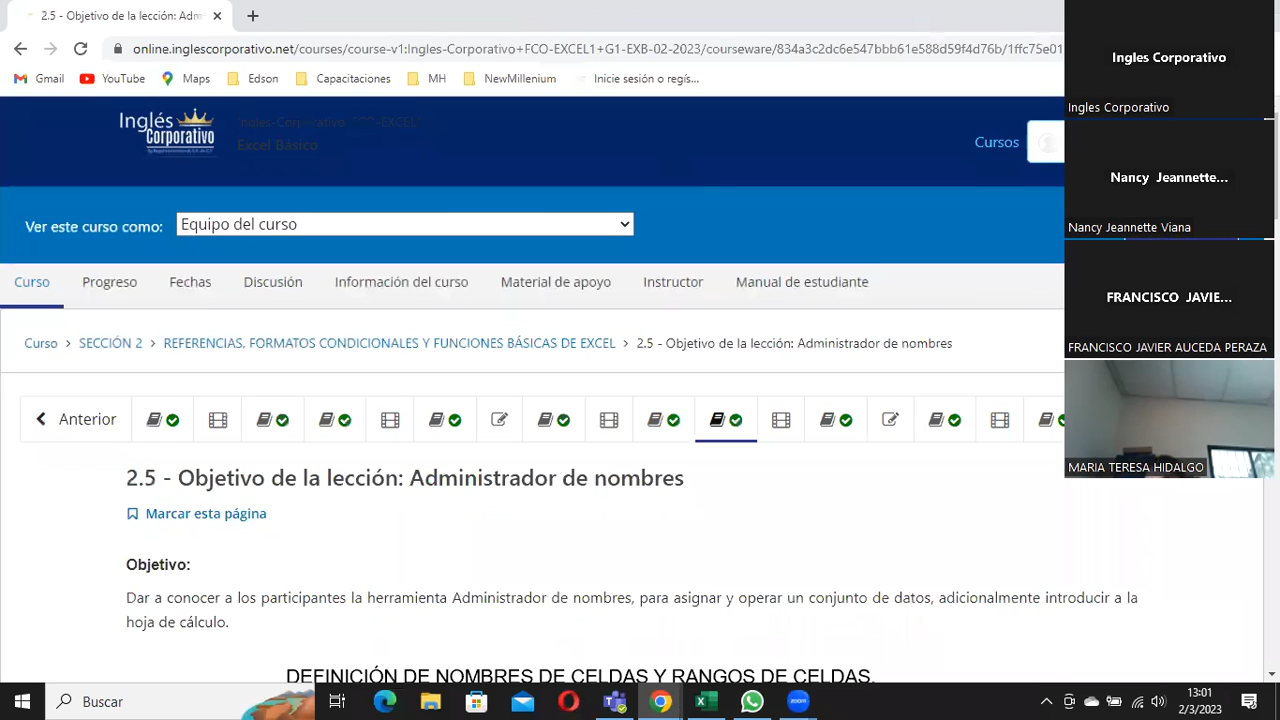 2.5 - Objetivo de la lección: Adm
online.inglescorporativo.net/courses/course-v1:Ingles-Corporativo+FCO-EXCEL1+G1-EXB-02-2023/courseware/834a3c2dc6e547bbb61e588d59f4d76b/1ffc75e01
Gmail YouTube Maps Edson Capacitaciones MH NewMillenium Inicie sesión o regís...
Inglés Corporativo
Ingles-Corporativo: FCO-EXCEL1
Excel Básico
Cursos
Ver este curso como: Equipo del curso
Curso Progreso Fechas Discusión Información del curso Material de apoyo Instructor Manual de estudiante
Curso > SECCIÓN 2 > REFERENCIAS, FORMATOS CONDICIONALES Y FUNCIONES BÁSICAS DE EXCEL > 2.5 - Objetivo de la lección: Administrador de nombres
Anterior
2.5 - Objetivo de la lección: Administrador de nombres
Marcar esta página
Objetivo:
Dar a conocer a los participantes la herramienta Administrador de nombres, para asignar y operar un conjunto de datos, adicionalmente introducir a la
hoja de cálculo.
DEFINICIÓN DE NOMBRES DE CELDAS Y RANGOS DE CELDAS.
Ingles Corporativo
Ingles Corporativo
Nancy Jeannette...
Nancy Jeannette Viana
FRANCISCO JAVIE...
FRANCISCO JAVIER AUCEDA PERAZA
MARIA TERESA HIDALGO
Buscar
zoom
13:01
2/3/2023